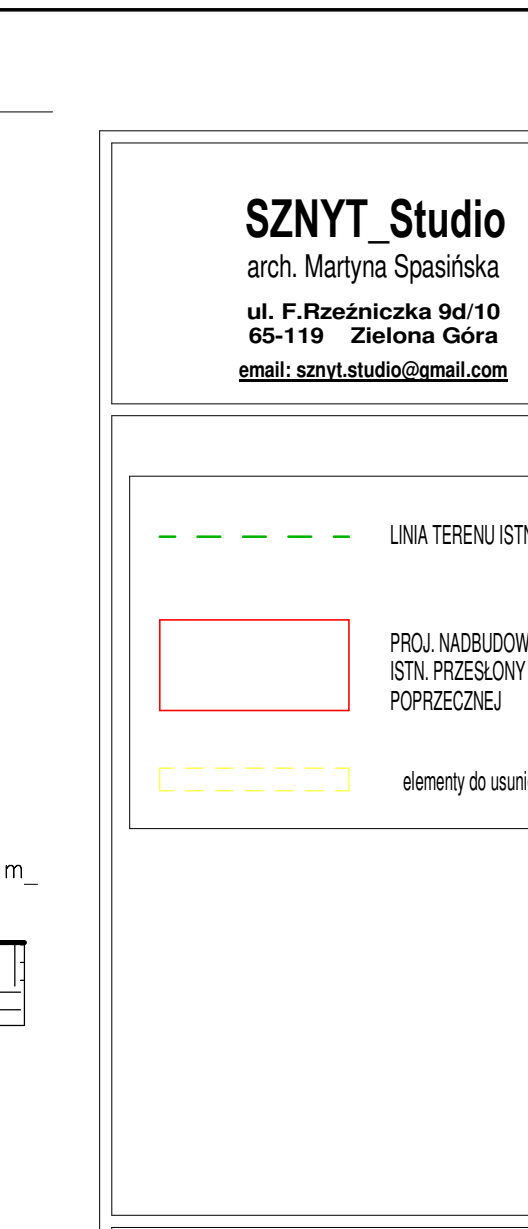 SZNYT_Studio
arch. Martyna Spasińska
ul. F.Rzeźniczka 9d/10
65-119 Zielona Góra
email: sznyt.studio@gmail.com
LINIA TERENU
PROJ.
ISTN. PRZESŁONY
POPRZECZNEJ
elementy do
m_